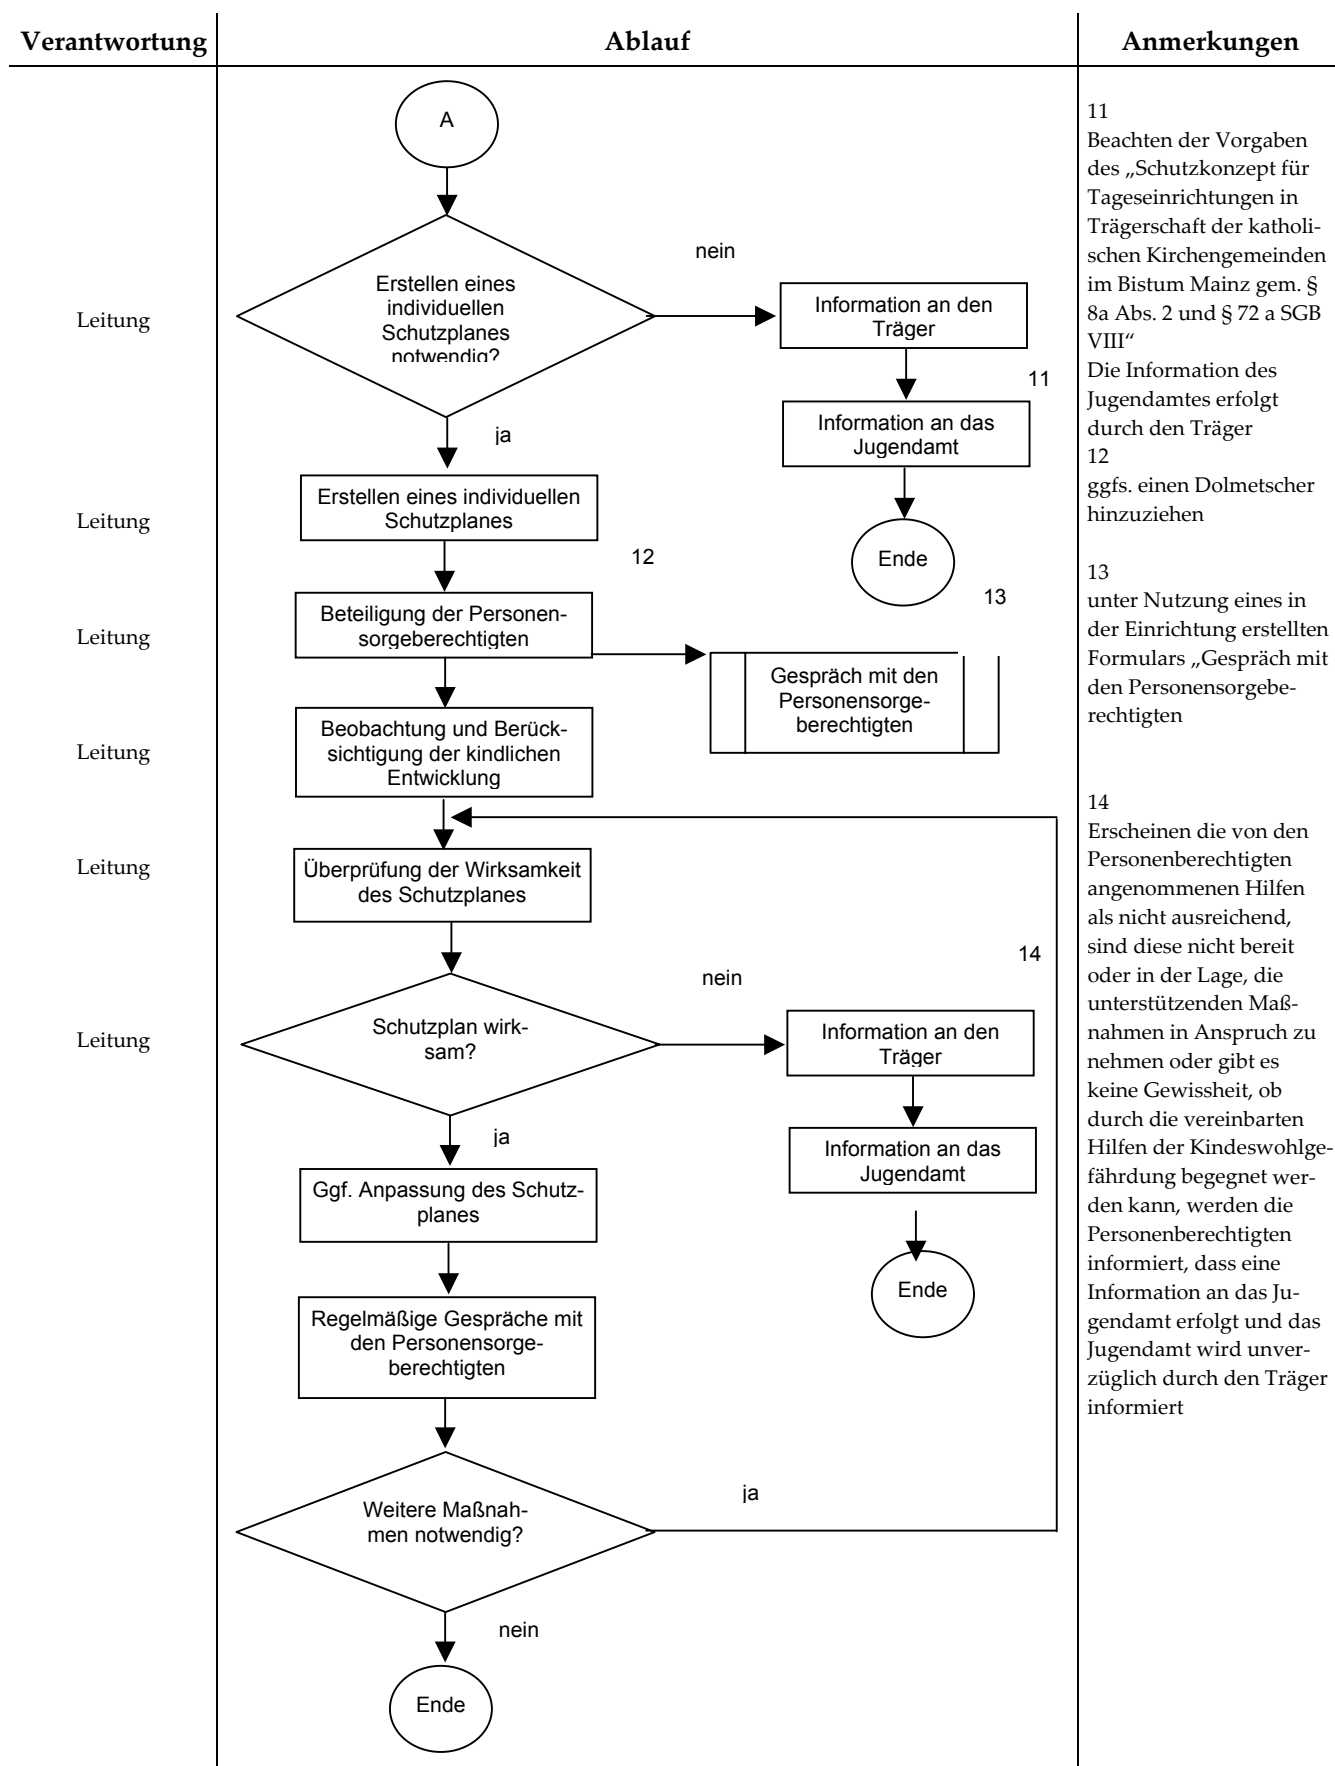 Verantwortung
Ablauf
Anmerkungen
A
Erstellen eines
individuellen
Schutzplanes
notwendig?
nein
Information an den
Träger
11
Information an das
Jugendamt
Ende
ja
Leitung
Erstellen eines individuellen
Schutzplanes
Leitung
12
Beteiligung der Personen-
sorgeberechtigten
Leitung
13
Gespräch mit den
Personensorge-
berechtigten
Beobachtung und Berück-
sichtigung der kindlichen
Entwicklung
Leitung
Überprüfung der Wirksamkeit
des Schutzplanes
Leitung
Schutzplan wirk-
sam?
Leitung
nein
14
Information an den
Träger
Information an das
Jugendamt
Ende
ja
Ggf. Anpassung des Schutz-
planes
Regelmäßige Gespräche mit
den Personensorge-
berechtigten
Weitere Maßnah-
men notwendig?
ja
nein
Ende
11
Beachten der Vorgaben
des „Schutzkonzept für
Tageseinrichtungen in
Trägerschaft der katholi-
schen Kirchengemeinden
im Bistum Mainz gem. §
8a Abs. 2 und § 72 a SGB
VIII“
Die Information des
Jugendamtes erfolgt
durch den Träger
12
ggfs. einen Dolmetscher
hinzuziehen
13
unter Nutzung eines in
der Einrichtung erstellten
Formulars „Gespräch mit
den Personensorgebe-
rechtigten
14
Erscheinen die von den
Personenberechtigten
angenommenen Hilfen
als nicht ausreichend,
sind diese nicht bereit
oder in der Lage, die
unterstützenden Maß-
nahmen in Anspruch zu
nehmen oder gibt es
keine Gewissheit, ob
durch die vereinbarten
Hilfen der Kindeswohlge-
fährdung begegnet wer-
den kann, werden die
Personenberechtigten
informiert, dass eine
Information an das Ju-
gendamt erfolgt und das
Jugendamt wird unver-
züglich durch den Träger
informiert